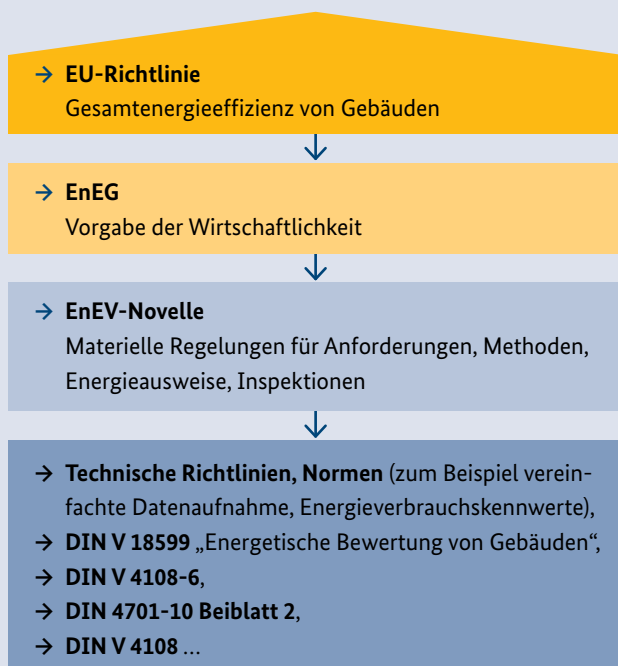 → EU-Richtlinie
Gesamtenergieeffizienz von Gebäuden
→ EnEG
Vorgabe der Wirtschaftlichkeit
→ EnEV-Novelle
Materielle Regelungen für Anforderungen, Methoden,
Energieausweise, Inspektionen
→ Technische Richtlinien, Normen (zum Beispiel verein-
fachte Datenaufnahme, Energieverbrauchskennwerte),
→ DIN V 18599 „Energetische Bewertung von Gebäuden“,
→ DIN V 4108-6,
→ DIN 4701-10 Beiblatt 2,
→ DIN V 4108 ...